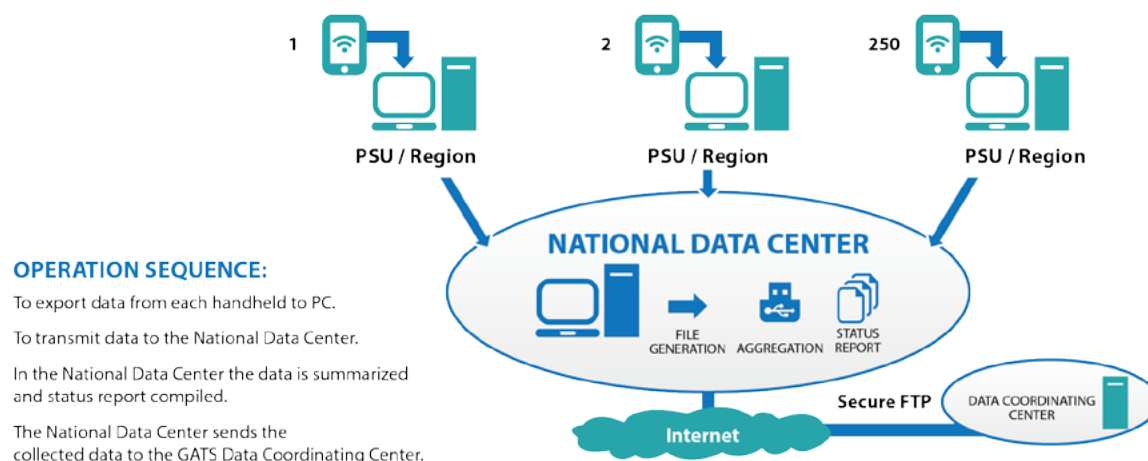 1
2
250
PSU / Region
PSU / Region
PSU / Region
NATIONAL DATA CENTER
FILE
GENERATION
AGGREGATION
STATUS
REPORT
OPERATION SEQUENCE:
To export data from each handheld to PC.
To transmit data to the National Data Center.
In the National Data Center the data is summarized
and status report compiled.
The National Data Center sends the
collected data to the GATS Data Coordinating Center.
Secure FTP
DATA COORDINATING
CENTER
Internet